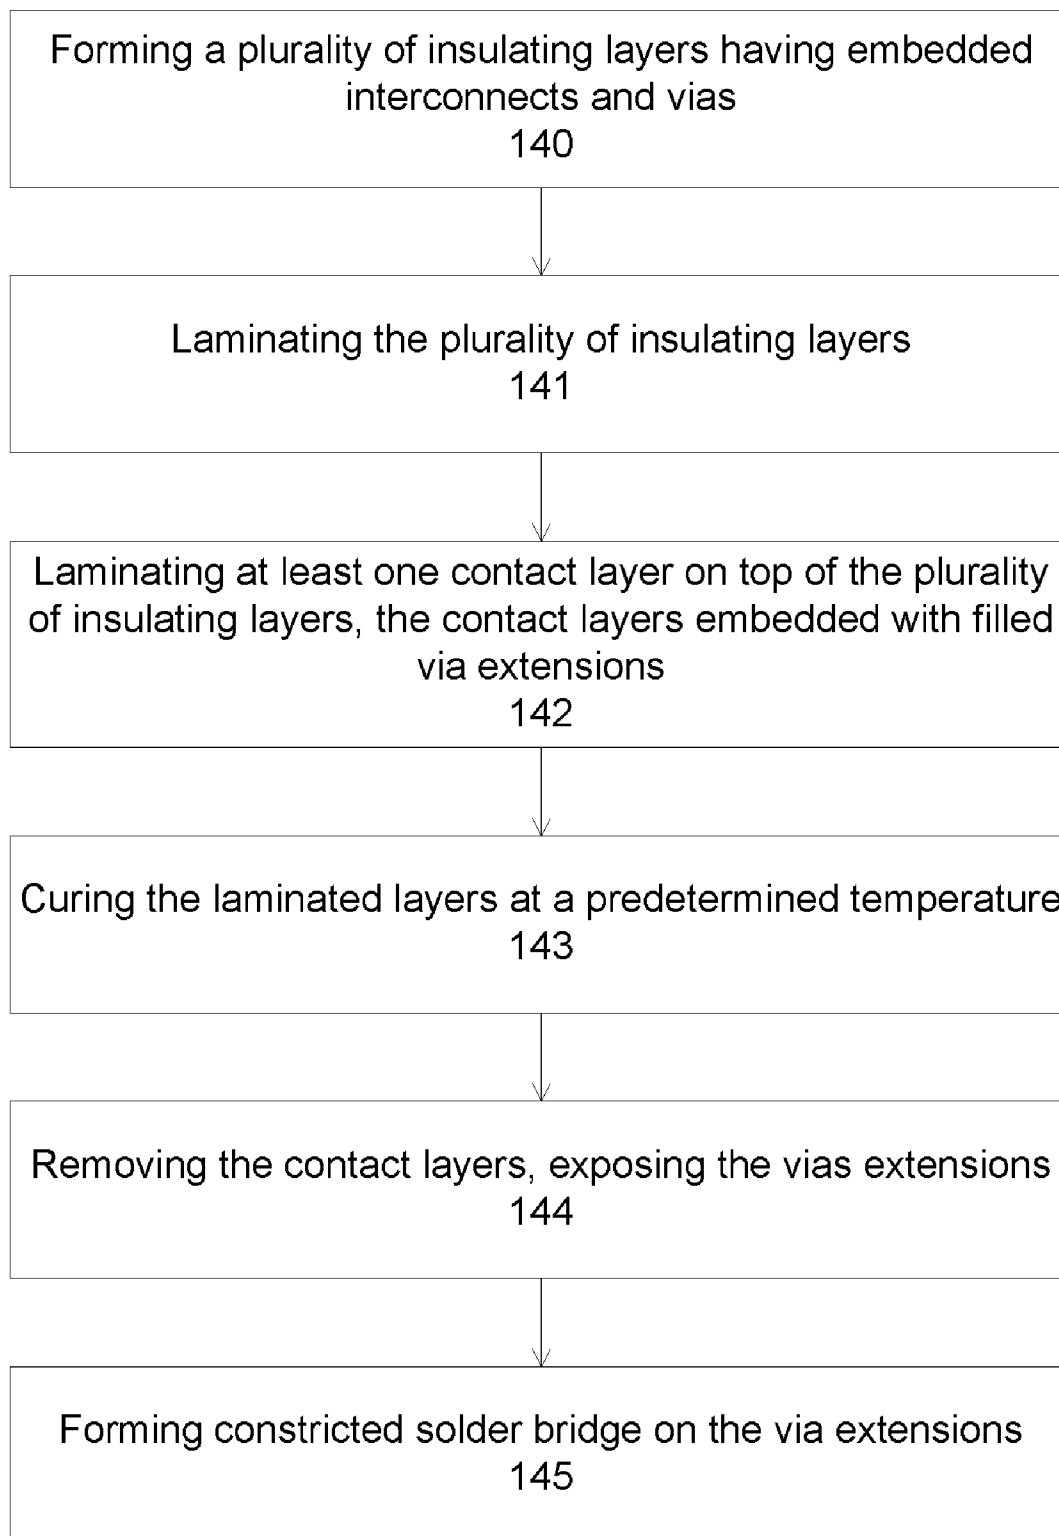 Forming a plurality of insulating layers having embedded
interconnects and vias
140
Laminating the plurality of insulating layers
141
Laminating at least one contact layer on top of the plurality
of insulating layers, the contact layers embedded with filled
via extensions
142
Curing the laminated layers at a predetermined temperature
143
Removing the contact layers, exposing the vias extensions
144
Forming constricted solder bridge on the via extensions
145